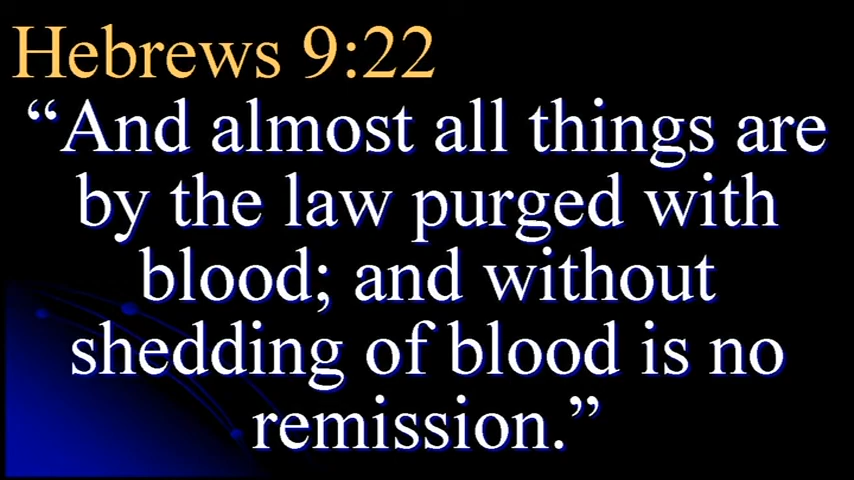 Hebrews 9:22
“And almost all things are
by the law purged with
blood; and without
shedding of blood is no
remission.”